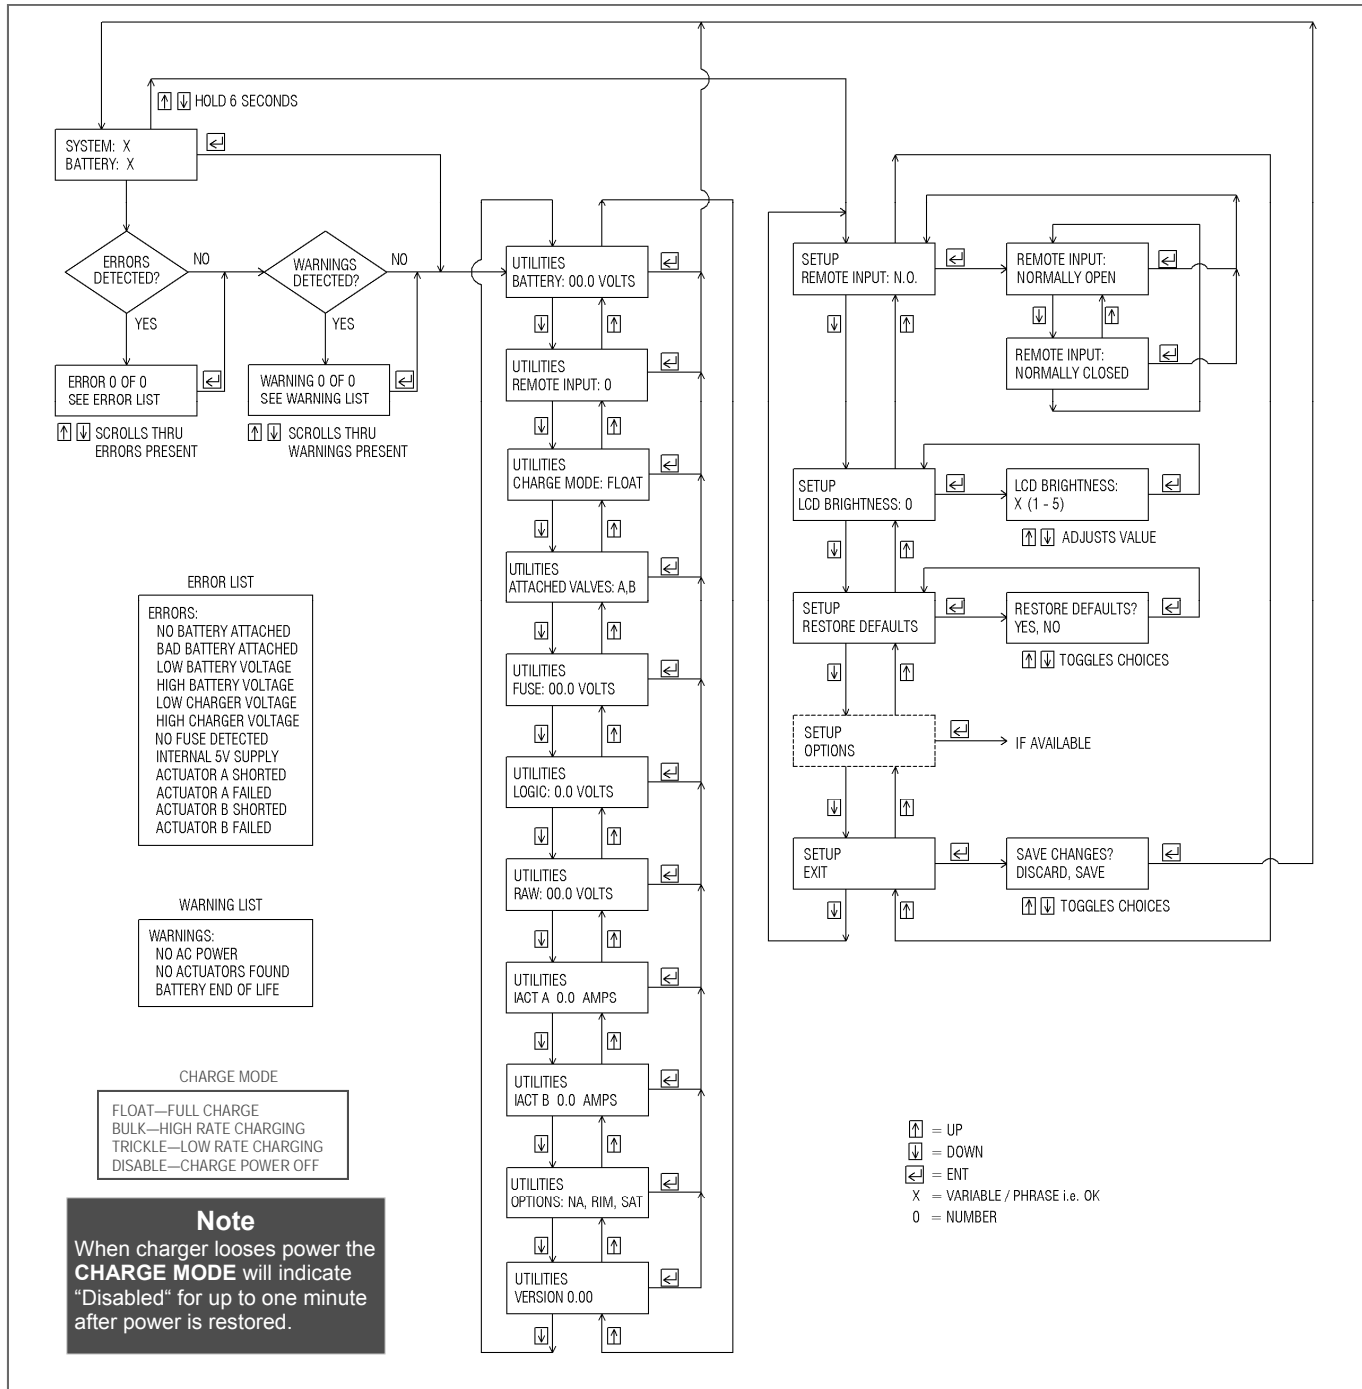 HOLD 6 SECONDS
SYSTEM: X
BATTERY: X
ERRORS
DETECTED?
NO
YES
WARNINGS
DETECTED?
NO
YES
ERROR 0 OF 0
SEE ERROR LIST
SCROLLS THRU
ERRORS PRESENT
WARNING 0 OF 0
SEE WARNING LIST
SCROLLS THRU
WARNINGS PRESENT
ERROR LIST
ERRORS:
NO BATTERY ATTACHED
BAD BATTERY ATTACHED
LOW BATTERY VOLTAGE
HIGH BATTERY VOLTAGE
LOW CHARGER VOLTAGE
HIGH CHARGER VOLTAGE
NO FUSE DETECTED
INTERNAL 5V SUPPLY
ACTUATOR A SHORTED
ACTUATOR A FAILED
ACTUATOR B SHORTED
ACTUATOR B FAILED
WARNING LIST
WARNINGS:
NO AC POWER
NO ACTUATORS FOUND
BATTERY END OF LIFE
CHARGE MODE
FLOAT—FULL CHARGE
BULK—HIGH RATE CHARGING
TRICKLE—LOW RATE CHARGING
DISABLE—CHARGE POWER OFF
Note
When charger looses power the
CHARGE MODE will indicate
“Disabled“ for up to one minute
after power is restored.
UTILITIES
BATTERY: 00.0 VOLTS
UTILITIES
REMOTE INPUT: 0
UTILITIES
CHARGE MODE: FLOAT
UTILITIES
ATTACHED VALVES: A,B
UTILITIES
FUSE: 00.0 VOLTS
UTILITIES
LOGIC: 0.0 VOLTS
UTILITIES
RAW: 00.0 VOLTS
UTILITIES
IACT A 0.0 AMPS
UTILITIES
IACT B 0.0 AMPS
UTILITIES
OPTIONS: NA, RIM, SAT
UTILITIES
VERSION 0.00
SETUP
REMOTE INPUT: N.O.
REMOTE INPUT:
NORMALLY OPEN
REMOTE INPUT:
NORMALLY CLOSED
SETUP
LCD BRIGHTNESS: 0
LCD BRIGHTNESS:
X (1 - 5)
ADJUSTS VALUE
SETUP
RESTORE DEFAULTS
RESTORE DEFAULTS?
YES, NO
TOGGLES CHOICES
SETUP
OPTIONS
IF AVAILABLE
SETUP
EXIT
SAVE CHANGES?
DISCARD, SAVE
TOGGLES CHOICES
↑ = UP
↓ = DOWN
↵ = ENT
X = VARIABLE / PHRASE i.e. OK
0 = NUMBER